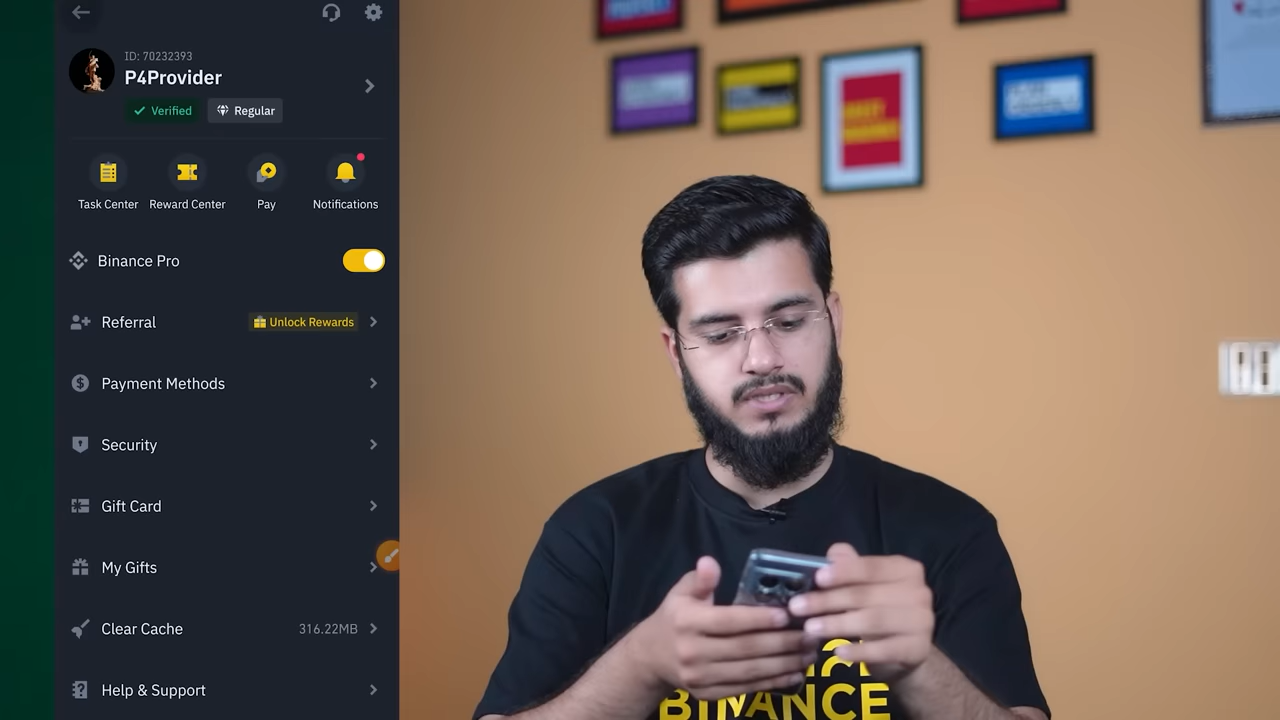 ID: 70232393
P4Provider
Verified
Regular
Task Center
Reward Center
Pay
Notifications
Binance Pro
Referral
Unlock Rewards
Payment Methods
Security
Gift Card
My Gifts
Clear Cache
316.22MB
Help & Support
BINANCE